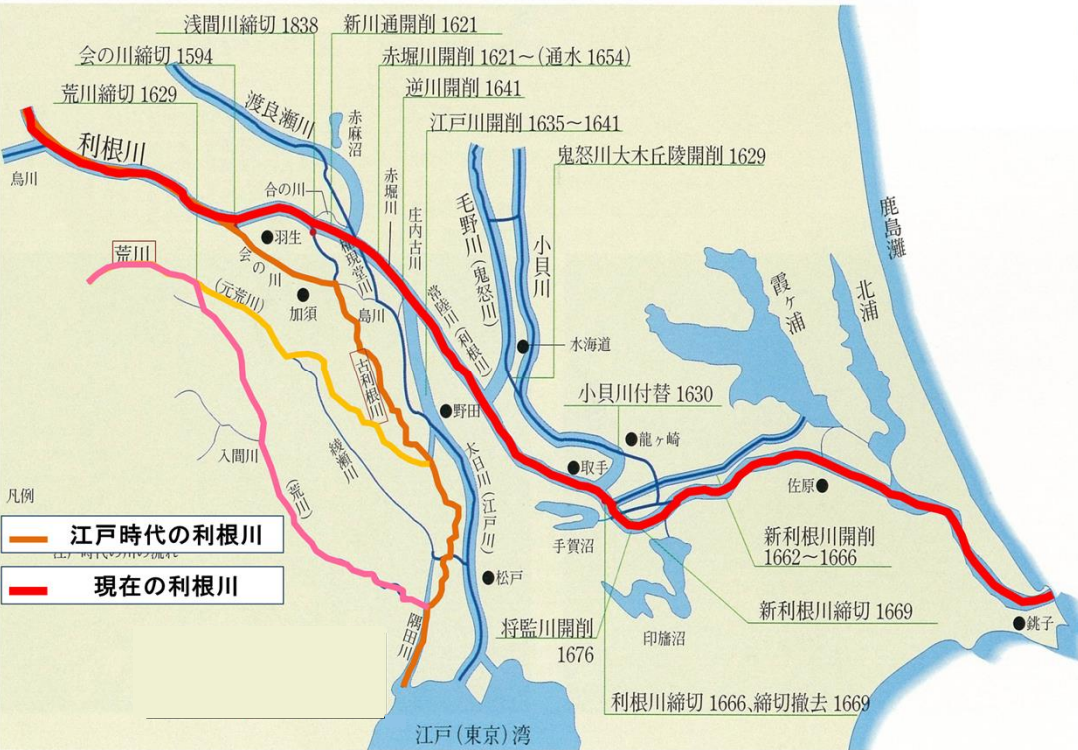 浅間川締切 1838
新川通開削 1621
会の川締切 1594
赤堀川開削 1621～(通水 1654)
荒川締切 1629
逆川開削 1641
江戸川開削 1635～1641
鬼怒川大木丘陵開削 1629
渡良瀬川
赤麻沼
利根川
烏川
合の川
赤堀川
庄内古川
毛野川(鬼怒川)
小貝川
鹿島灘
霞ヶ浦
北浦
羽生
会の川
権現堂川
荒川
(元荒川)
加須
島川
常陸川(利根川)
水海道
古利根川
小貝川付替 1630
野田
龍ヶ崎
取手
綾瀬川
入間川
太日川(江戸川)
佐原
(荒川)
凡例
江戸時代の利根川
現在の利根川
手賀沼
新利根川開削
1662～1666
松戸
新利根川締切 1669
隅田川
将監川開削
1676
印旛沼
銚子
利根川締切 1666、締切撤去 1669
江戸(東京)湾